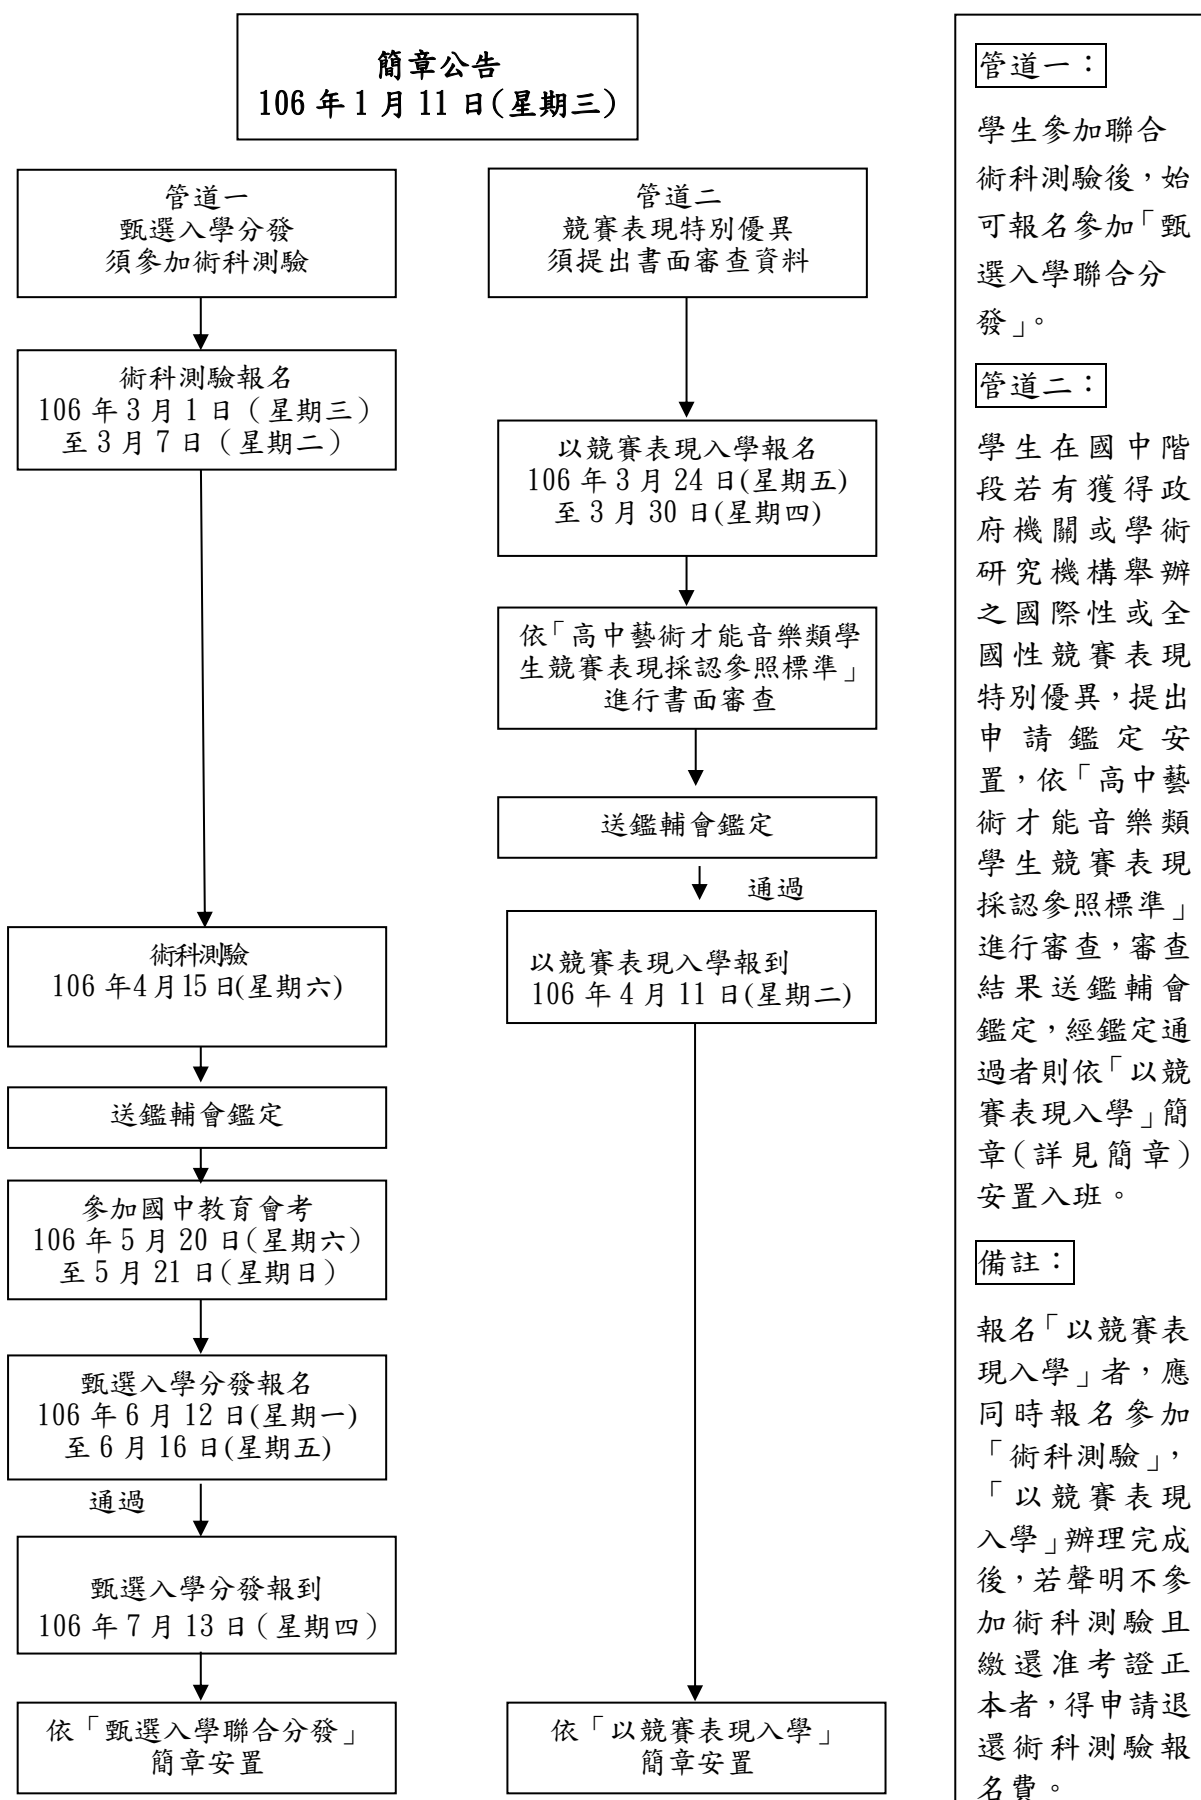 簡章公告
106 年 1 月 11 日(星期三)
管道一
甄選入學分發
須參加術科測驗
術科測驗報名
106 年 3 月 1 日（星期三）
至 3 月 7 日（星期二）
術科測驗
106 年4 月15 日(星期六)
送鑑輔會鑑定
參加國中教育會考
106 年 5 月 20 日(星期六)
至 5 月 21 日(星期日)
甄選入學分發報名
106 年 6 月 12 日(星期一)
至 6 月 16 日(星期五)
通過
甄選入學分發報到
106 年 7 月 13 日（星期四）
依「甄選入學聯合分發」
簡章安置
管道二
競賽表現特別優異
須提出書面審查資料
以競賽表現入學報名
106 年 3 月 24 日(星期五)
至 3 月 30 日(星期四)
依「高中藝術才能音樂類學
生競賽表現採認參照標準」
進行書面審查
送鑑輔會鑑定
通過
以競賽表現入學報到
106 年 4 月 11 日(星期二)
依「以競賽表現入學」
簡章安置
管道一：
學生參加聯合
術科測驗後，始
可報名參加「甄
選入學聯合分
發」。
管道二：
學生在國中階
段若有獲得政
府機關或學術
研究機構舉辦
之國際性或全
國性競賽表現
特別優異，提出
申請鑑定安
置，依「高中藝
術才能音樂類
學生競賽表現
採認參照標準」
進行審查，審查
結果送鑑輔會
鑑定，經鑑定通
過者則依「以競
賽表現入學」簡
章(詳見簡章)
安置入班。
備註：
報名「以競賽表
現入學」者，應
同時報名參加
「術科測驗」，
「以競賽表現
入學」辦理完成
後，若聲明不參
加術科測驗且
繳還准考證正
本者，得申請退
還術科測驗報
名費。